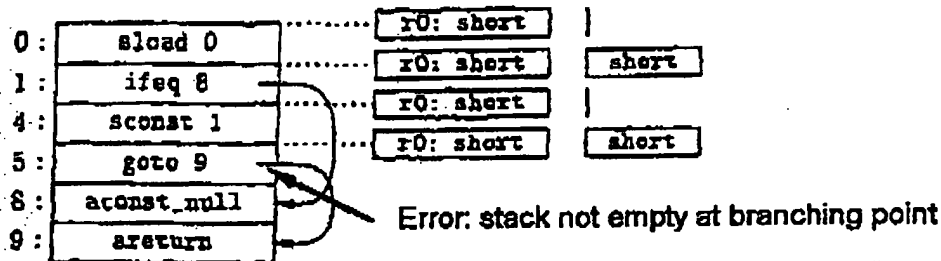 r0: short
0: sload 0
r0: short short
1: ifeq 8
r0: short
4: sconst 1
r0: short short
5: goto 9
8: aconst_null
Error: stack not empty at branching point
9: areturn